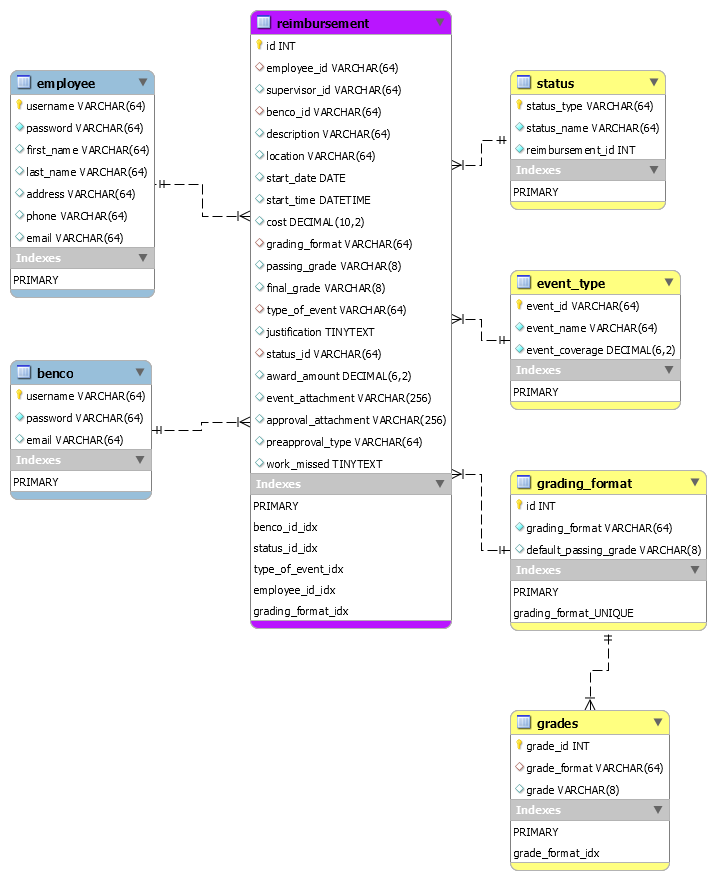 employee
username VARCHAR(64)
password VARCHAR(64)
first_name VARCHAR(64)
last_name VARCHAR(64)
address VARCHAR(64)
phone VARCHAR(64)
email VARCHAR(64)
Indexes
PRIMARY
benco
username VARCHAR(64)
password VARCHAR(64)
email VARCHAR(64)
Indexes
PRIMARY
reimbursement
id INT
employee_id VARCHAR(64)
supervisor_id VARCHAR(64)
benco_id VARCHAR(64)
description VARCHAR(64)
location VARCHAR(64)
start_date DATE
start_time DATETIME
cost DECIMAL(10,2)
grading_format VARCHAR(64)
passing_grade VARCHAR(8)
final_grade VARCHAR(8)
type_of_event VARCHAR(64)
justification TINYTEXT
status_id VARCHAR(64)
award_amount DECIMAL(6,2)
event_attachment VARCHAR(256)
approval_attachment VARCHAR(256)
preapproval_type VARCHAR(64)
work_missed TINYTEXT
Indexes
PRIMARY
benco_id_idx
status_id_idx
type_of_event_idx
employee_id_idx
grading_format_idx
status
status_type VARCHAR(64)
status_name VARCHAR(64)
reimbursement_id INT
Indexes
PRIMARY
event_type
event_id VARCHAR(64)
event_name VARCHAR(64)
event_coverage DECIMAL(6,2)
Indexes
PRIMARY
grading_format
id INT
grading_format VARCHAR(64)
default_passing_grade VARCHAR(8)
Indexes
PRIMARY
grading_format_UNIQUE
grades
grade_id INT
grade_format VARCHAR(64)
grade VARCHAR(8)
Indexes
PRIMARY
grade_format_idx